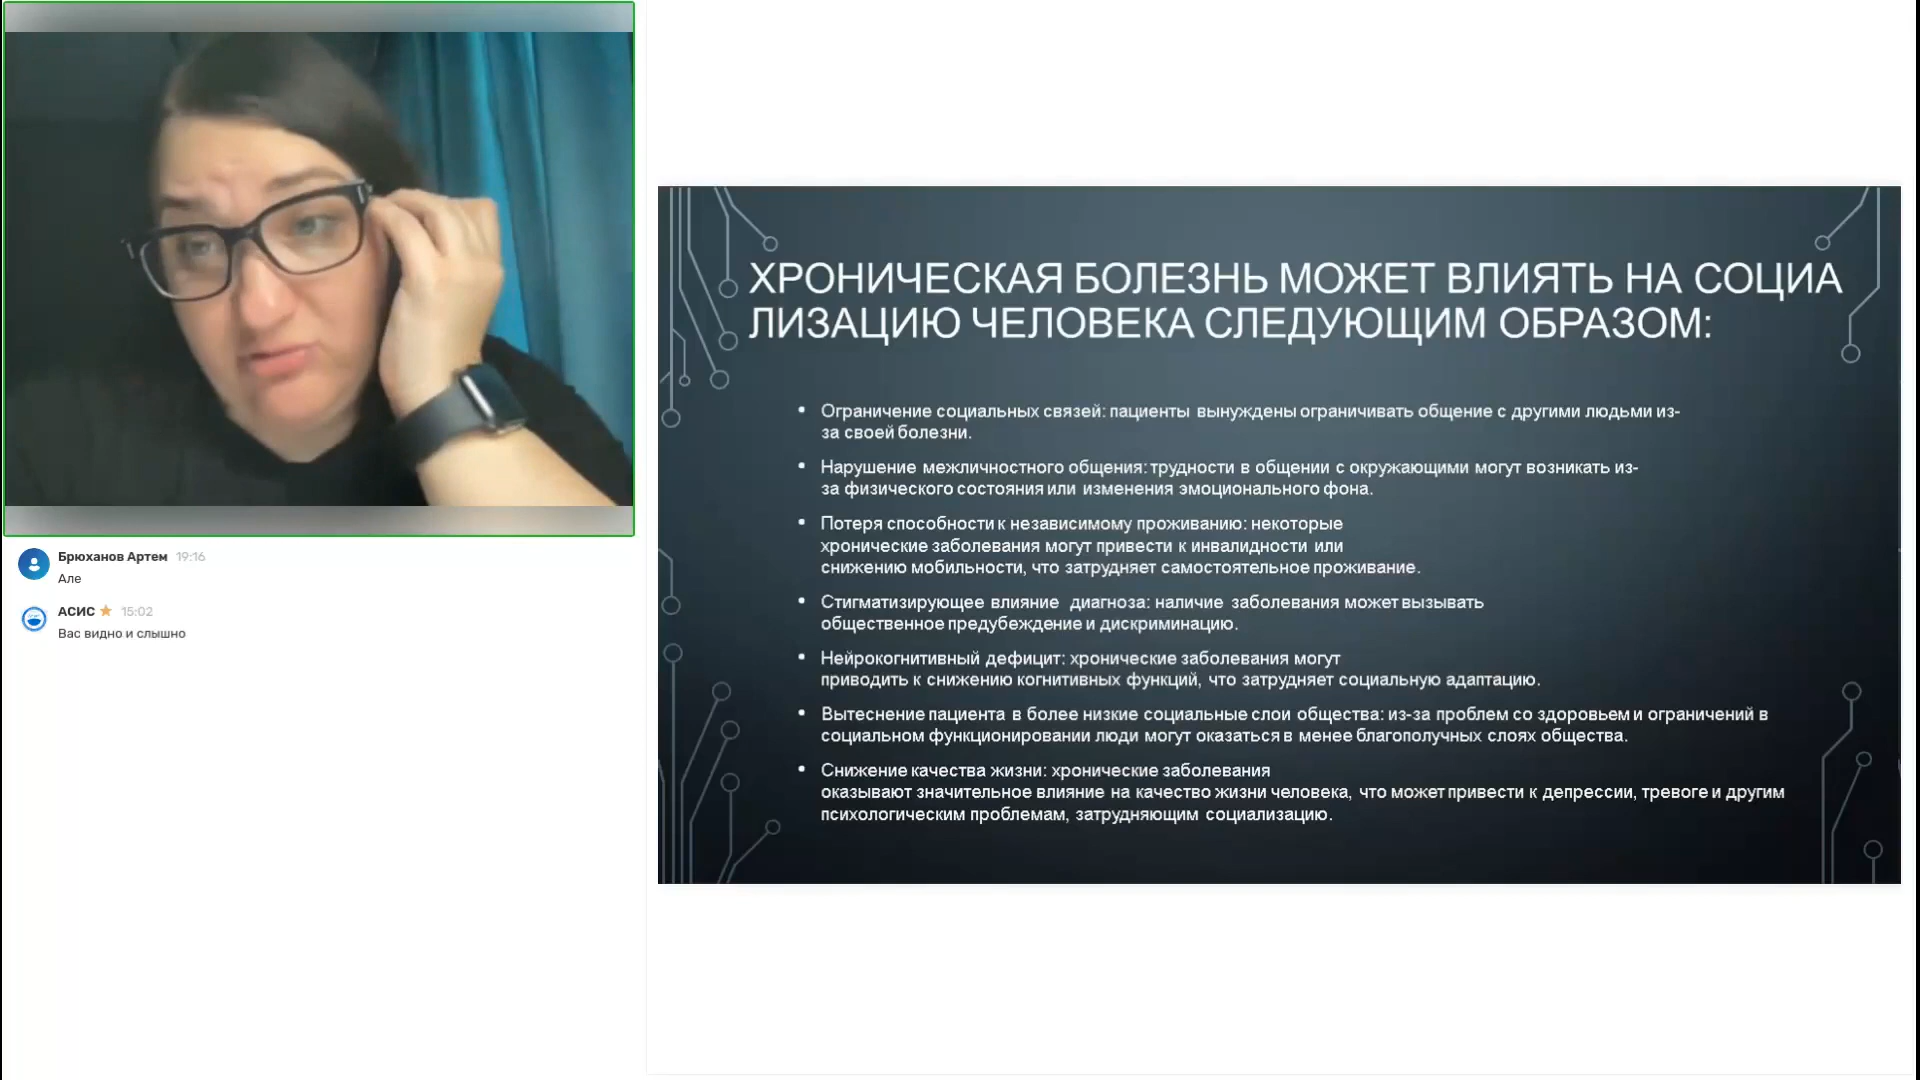 Брюханов Артем 19:16
Але
АСИС 15:02
Вас видно и слышно
ХРОНИЧЕСКАЯ БОЛЕЗНЬ МОЖЕТ ВЛИЯТЬ НА СОЦИА
ЛИЗАЦИЮ ЧЕЛОВЕКА СЛЕДУЮЩИМ ОБРАЗОМ:
• Ограничение социальных связей: пациенты вынуждены ограничивать общение с другими людьми из-
за своей болезни.
• Нарушение межличностного общения: трудности в общении с окружающими могут возникать из-
за физического состояния или изменения эмоционального фона.
• Потеря способности к независимому проживанию: некоторые
хронические заболевания могут привести к инвалидности или
снижению мобильности, что затрудняет самостоятельное проживание.
• Стигматизирующее влияние диагноза: наличие заболевания может вызывать
общественное предубеждение и дискриминацию.
• Нейрокогнитивный дефицит: хронические заболевания могут
приводить к снижению когнитивных функций, что затрудняет социальную адаптацию.
• Вытеснение пациента в более низкие социальные слои общества: из-за проблем со здоровьем и ограничений в
социальном функционировании люди могут оказаться в менее благополучных слоях общества.
• Снижение качества жизни: хронические заболевания
оказывают значительное влияние на качество жизни человека, что может привести к депрессии, тревоге и другим
психологическим проблемам, затрудняющим социализацию.